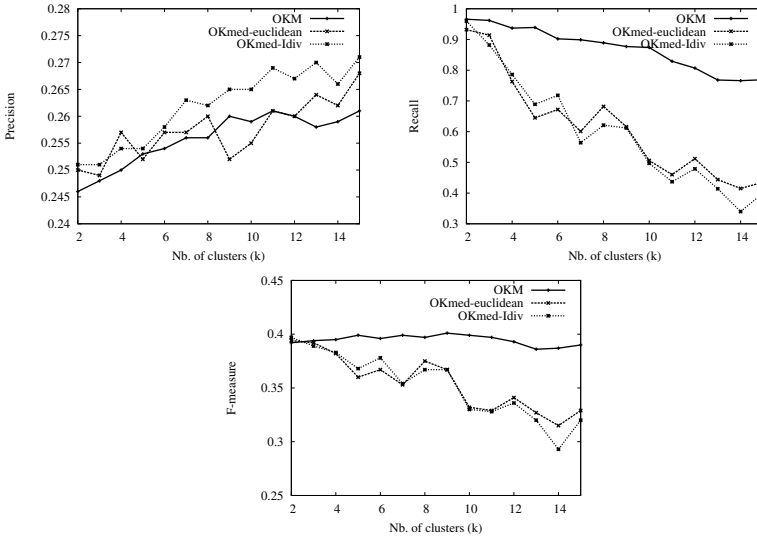 0.28
0.275
0.27
0.265
0.26
0.255
0.25
0.245
0.24
2 4 6 8 10 12 14
Precision
Nb. of clusters (k)
OKM
OKmed-euclidean
OKmed-Idiv
1
0.9
0.8
0.7
0.6
0.5
0.4
0.3
2 4 6 8 10 12 14
Recall
Nb. of clusters (k)
OKM
OKmed-euclidean
OKmed-Idiv
0.45
0.4
0.35
0.3
0.25
2 4 6 8 10 12 14
F-measure
Nb. of clusters (k)
OKM
OKmed-euclidean
OKmed-Idiv